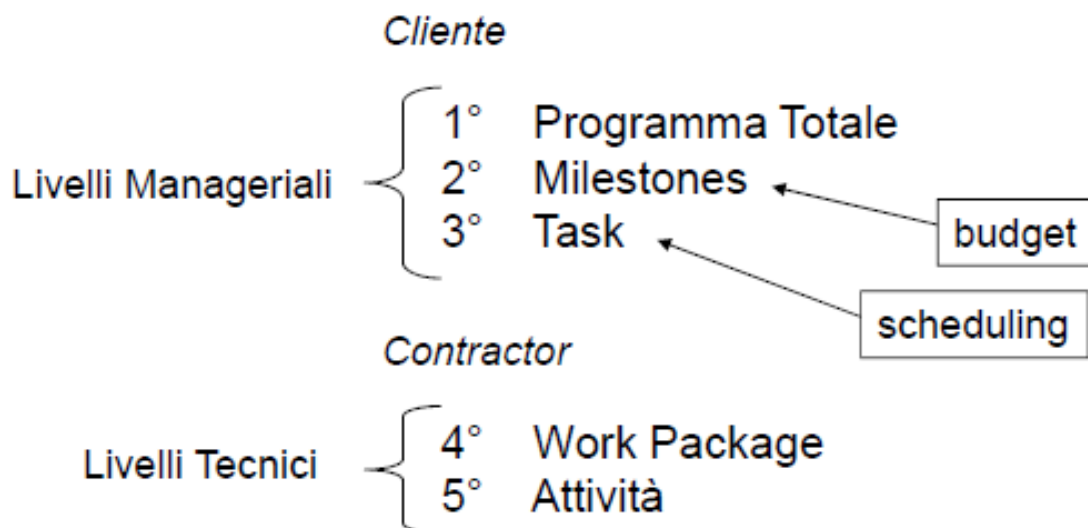 Cliente
1° Programma Totale
Livelli Manageriali
2° Milestones
3° Task
budget
scheduling
Contractor
4° Work Package
Livelli Tecnici
5° Attività